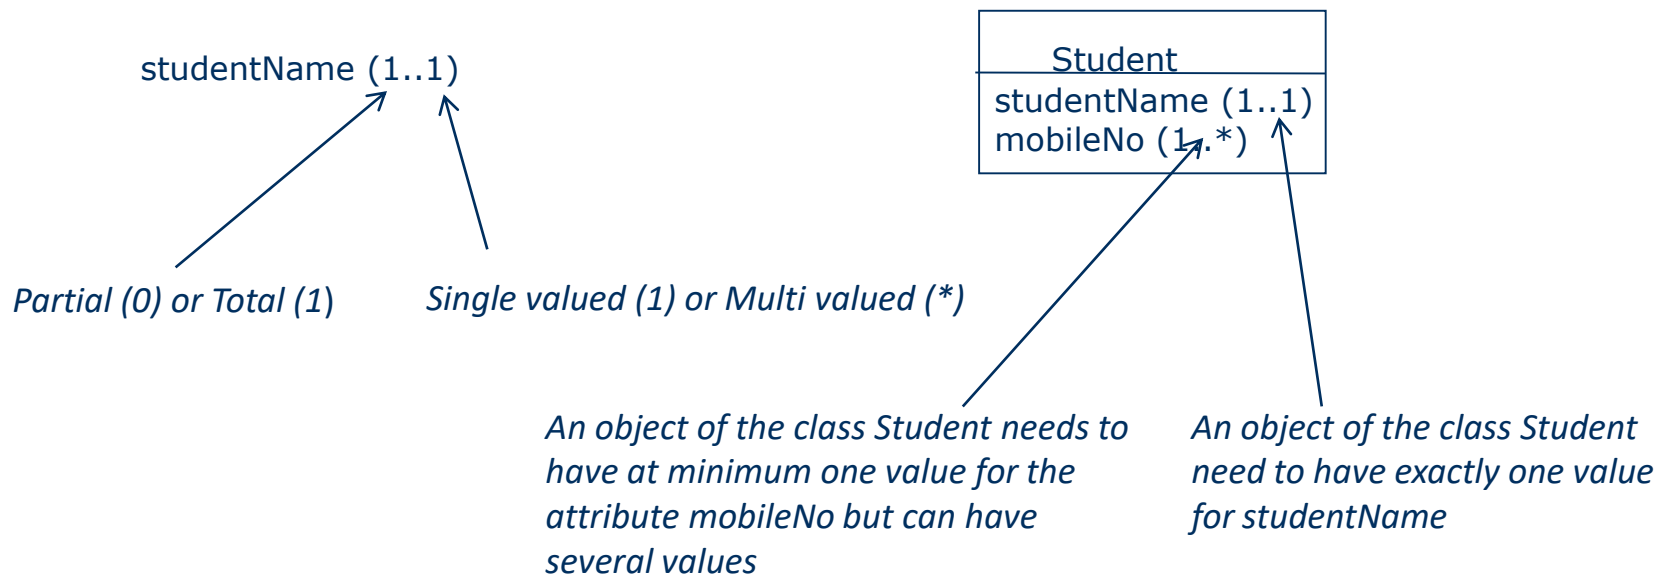 studentName (1..1)
Partial (0) or Total (1)
Single valued (1) or Multi valued (*)
Student
studentName (1..1)
mobileNo (1..*)
An object of the class Student needs to
have at minimum one value for the
attribute mobileNo but can have
several values
An object of the class Student
need to have exactly one value
for studentName